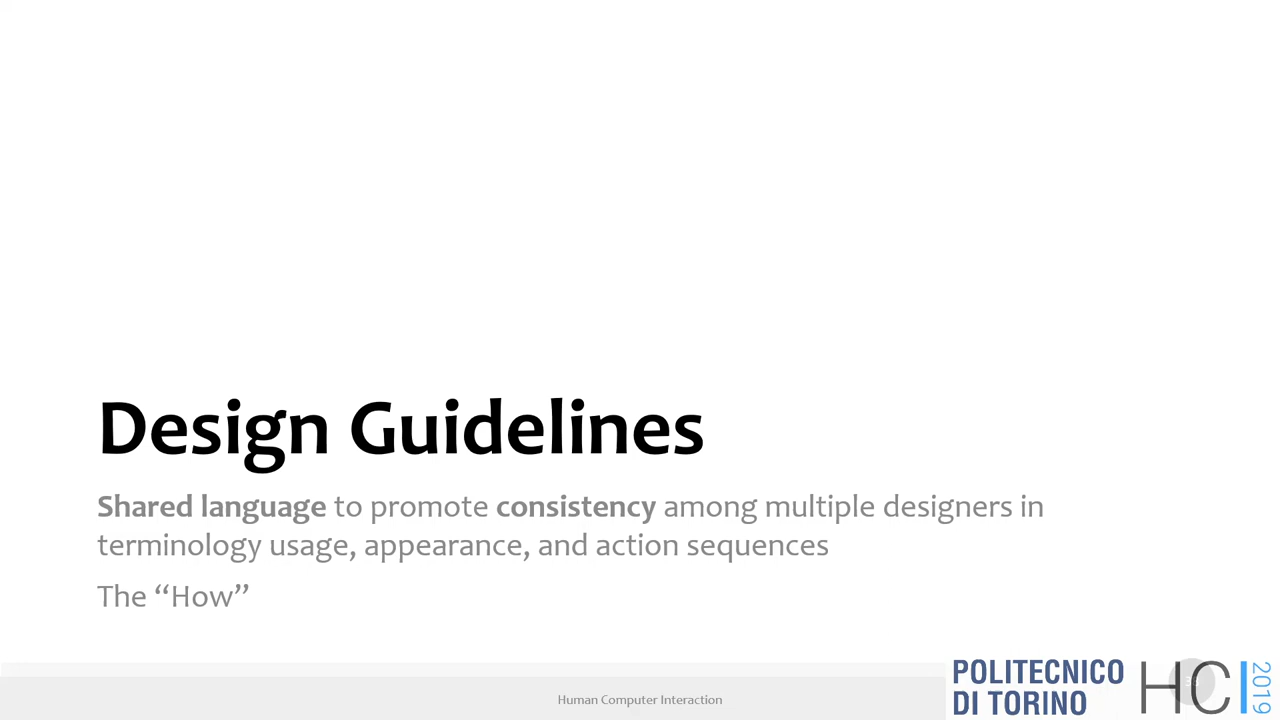 Design Guidelines
Shared language to promote consistency among multiple designers in
terminology usage, appearance, and action sequences
The “How”
Human Computer Interaction
POLITECNICO
DI TORINO
HCI
2019